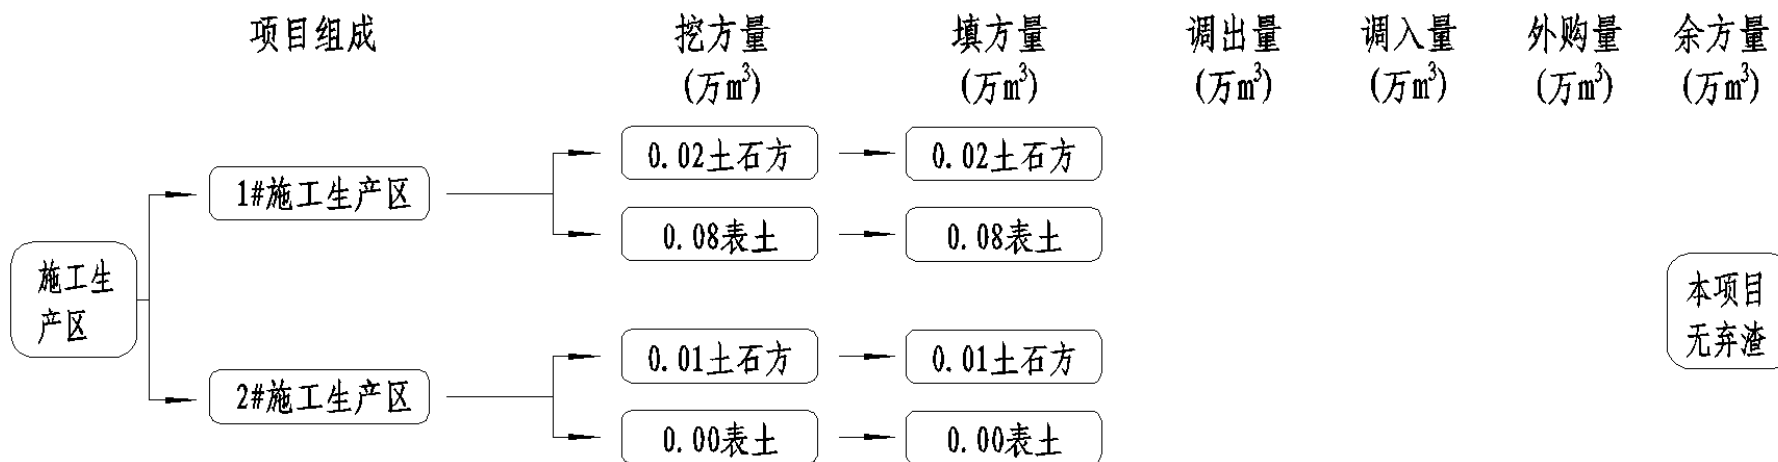 项目组成 挖方量 填方量 调出量 调入量 外购量 余方量
(万m³) (万m³) (万m³) (万m³) (万m³) (万m³)
0.02土石方 0.02土石方
1#施工生产区
0.08表土 0.08表土
施工生
产区
本项目
无弃渣
0.01土石方 0.01土石方
2#施工生产区
0.00表土 0.00表土